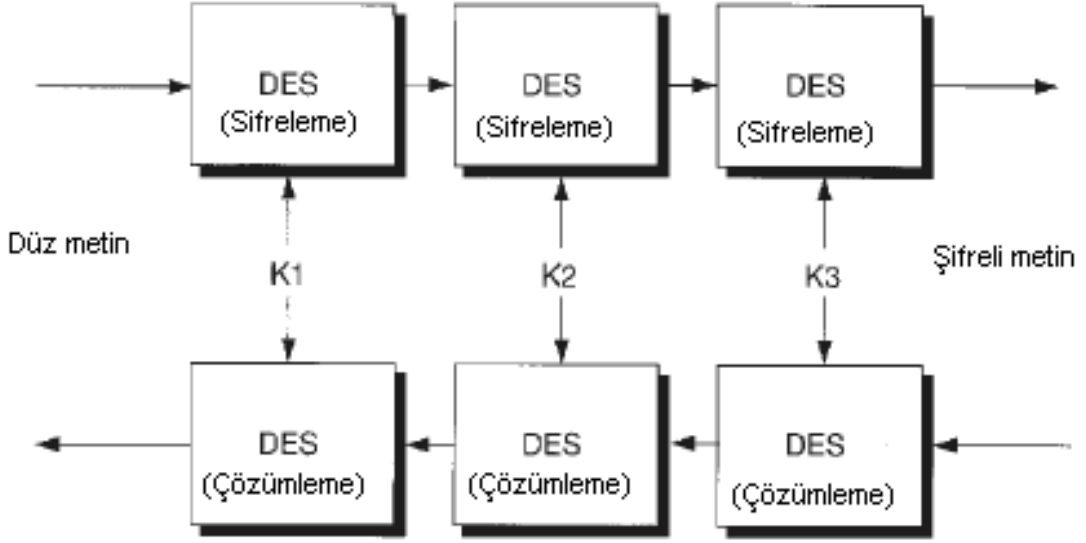 DES
(Sifreleme)
DES
(Sifreleme)
DES
(Sifreleme)
Düz metin
K1
K2
K3
Şifreli metin
DES
(Çözümleme)
DES
(Çözümleme)
DES
(Çözümleme)